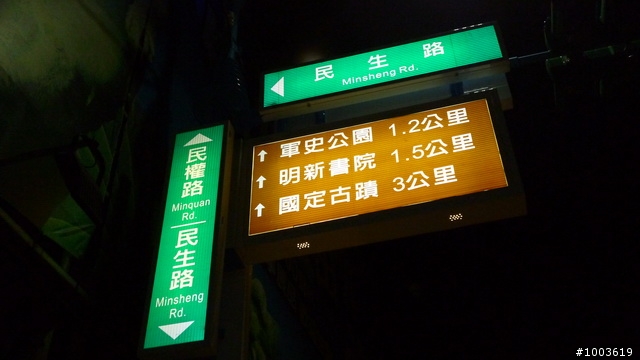 民生路
Minsheng Rd.
軍史公園 1.2公里
明新書院 1.5公里
國定古蹟 3公里
民權路
Minquan
Rd.
民生路
Minsheng
Rd.
#1003619